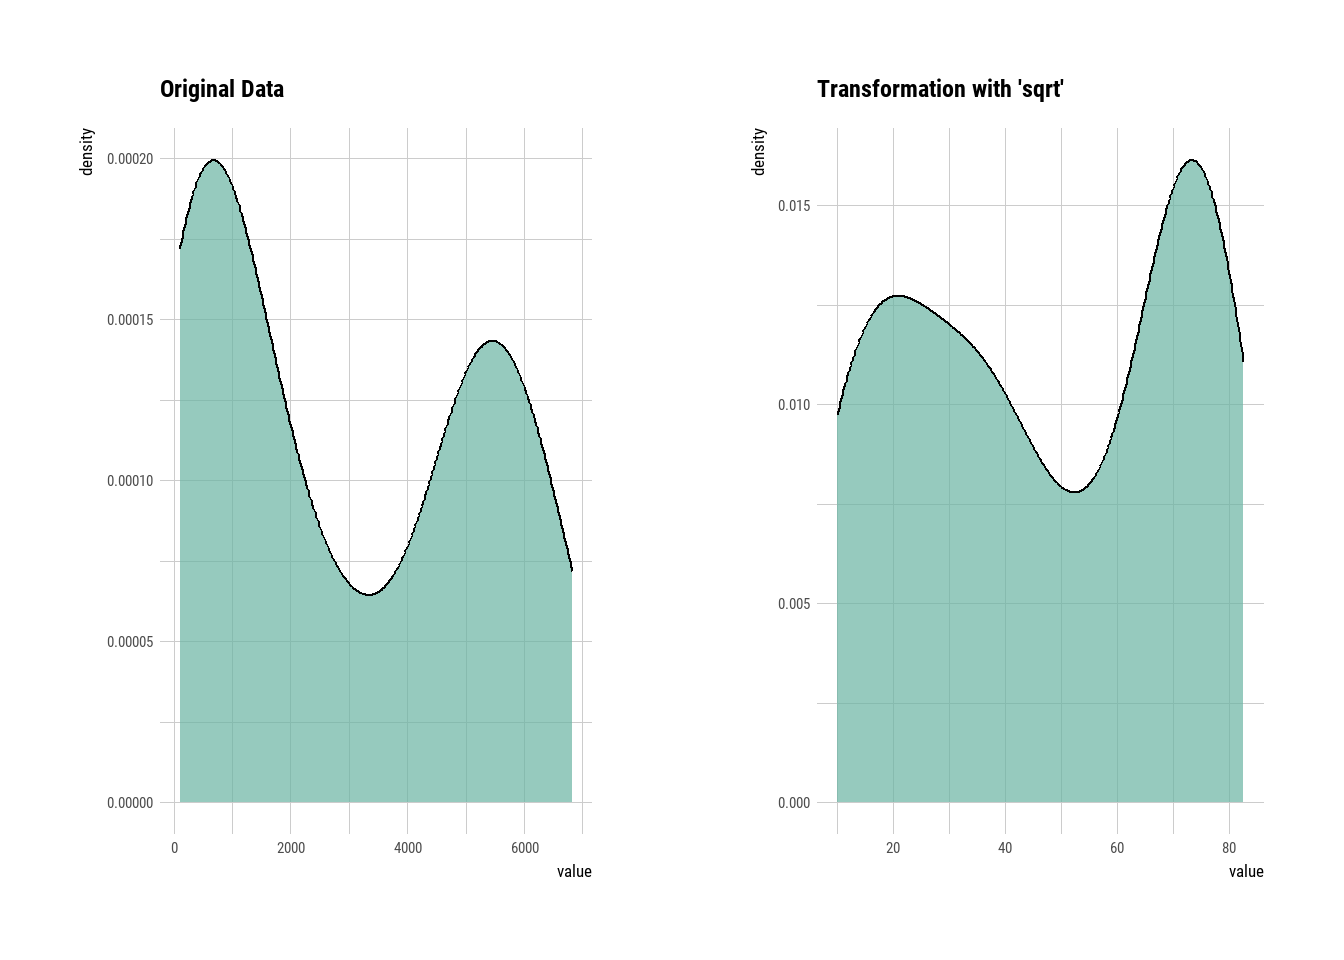 Original Data
density
0.00020
0.00015
0.00010
0.00005
0.00000
0 2000 4000 6000
value
Transformation with 'sqrt'
density
0.015
0.010
0.005
0.000
20 40 60 80
value